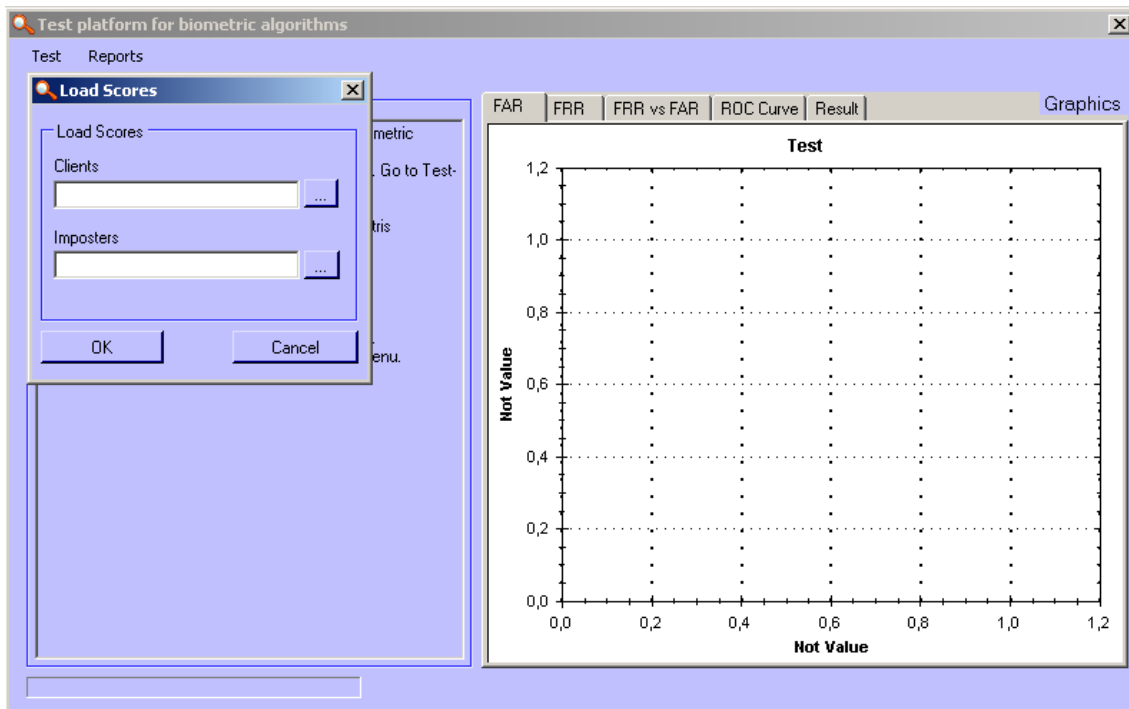 Test platform for biometric algorithms
Test Reports
Load Scores
Load Scores
Clients
...
Imposters
...
OK Cancel
metric
. Go to Test-
tris
enu.
FAR FRR FRR vs FAR ROC Curve Result Graphics
Test
1,2
1,0
0,8
0,6
0,4
0,2
0,0
Not Value
0,0 0,2 0,4 0,6 0,8 1,0 1,2
Not Value